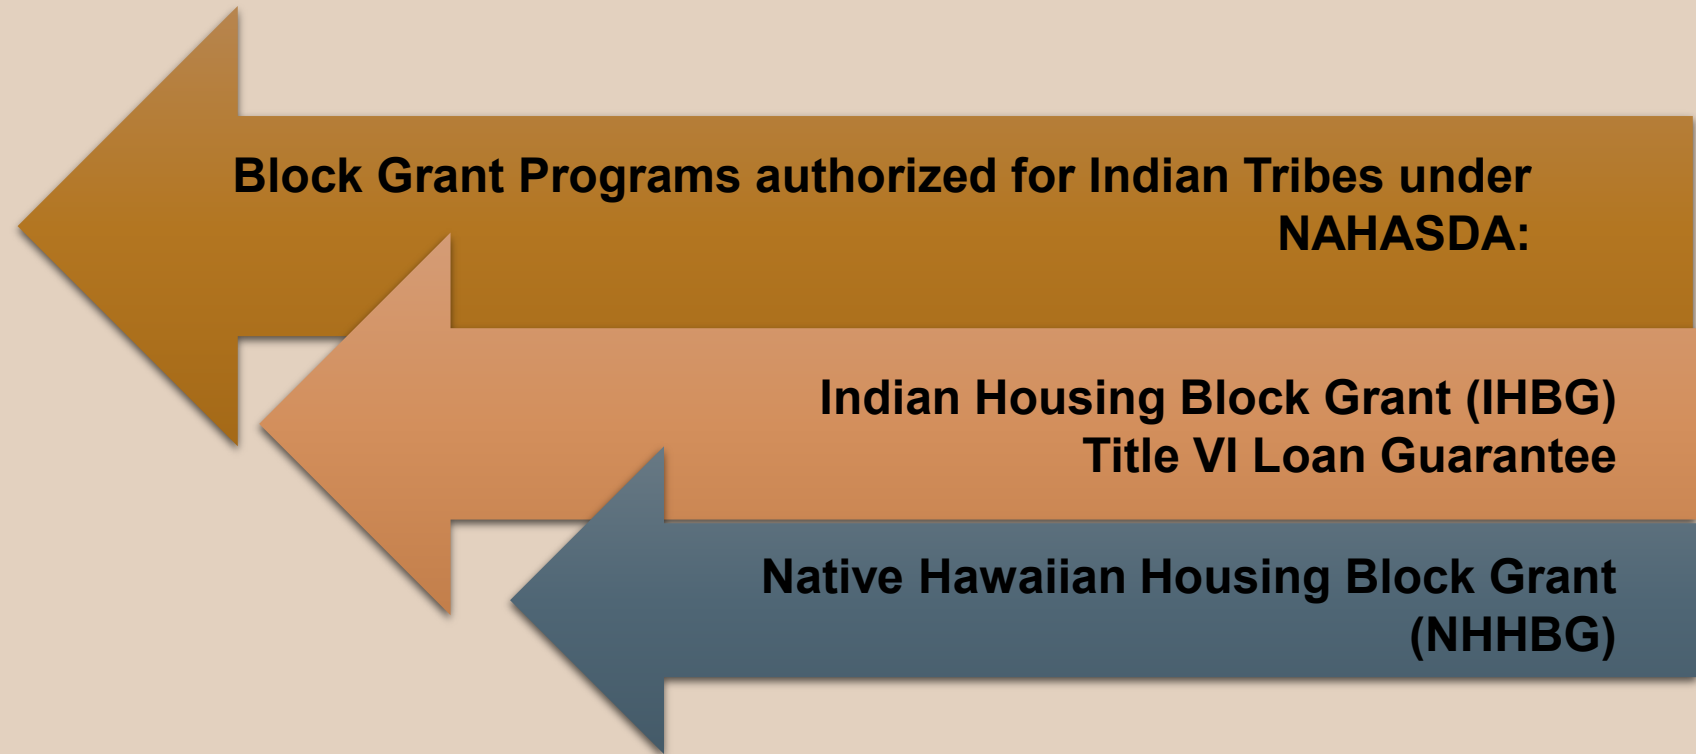 Block Grant Programs authorized for Indian Tribes under
NAHASDA:
Indian Housing Block Grant (IHBG)
Title VI Loan Guarantee
Native Hawaiian Housing Block Grant
(NHHBG)